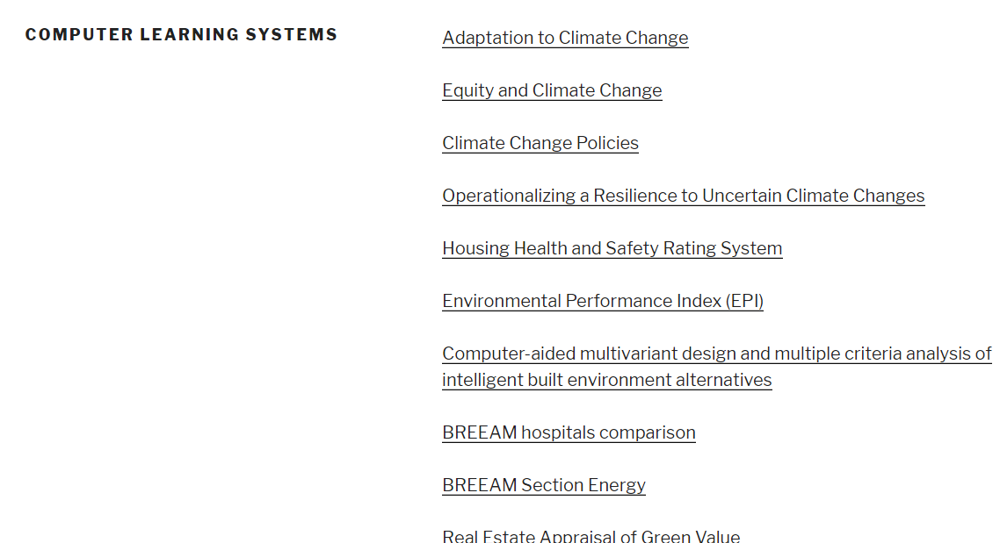 COMPUTER LEARNING SYSTEMS
Adaptation to Climate Change
Equity and Climate Change
Climate Change Policies
Operationalizing a Resilience to Uncertain Climate Changes
Housing Health and Safety Rating System
Environmental Performance Index (EPI)
Computer-aided multivariant design and multiple criteria analysis of
intelligent built environment alternatives
BREEAM hospitals comparison
BREEAM Section Energy
Real Estate Appraisal of Green Value